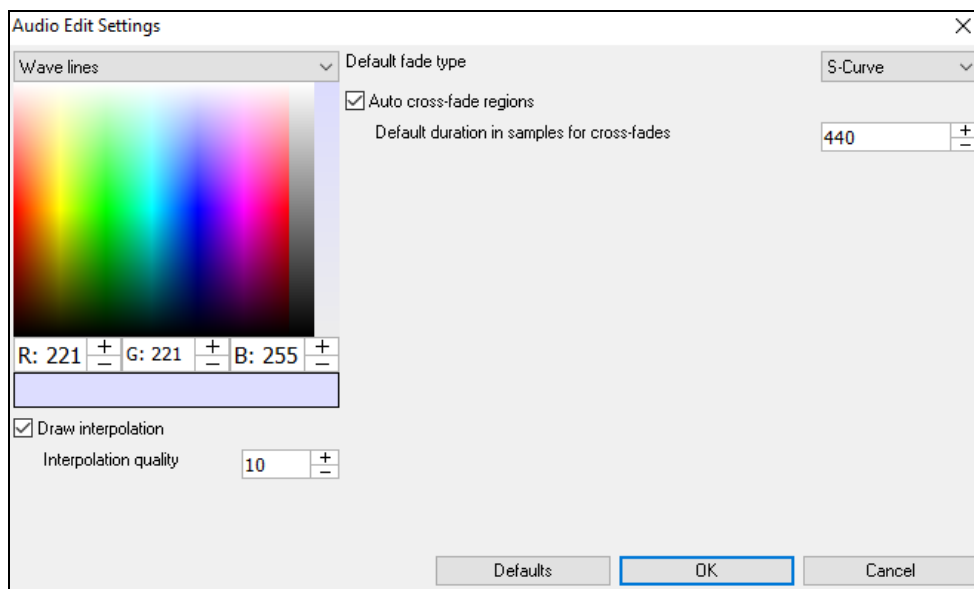 Audio Edit Settings
Wave lines
Default fade type
S-Curve
Auto cross-fade regions
Default duration in samples for cross-fades
440
+
−
R: 221
+
−
G: 221
+
−
B: 255
+
−
Draw interpolation
Interpolation quality
10
+
−
Defaults
OK
Cancel